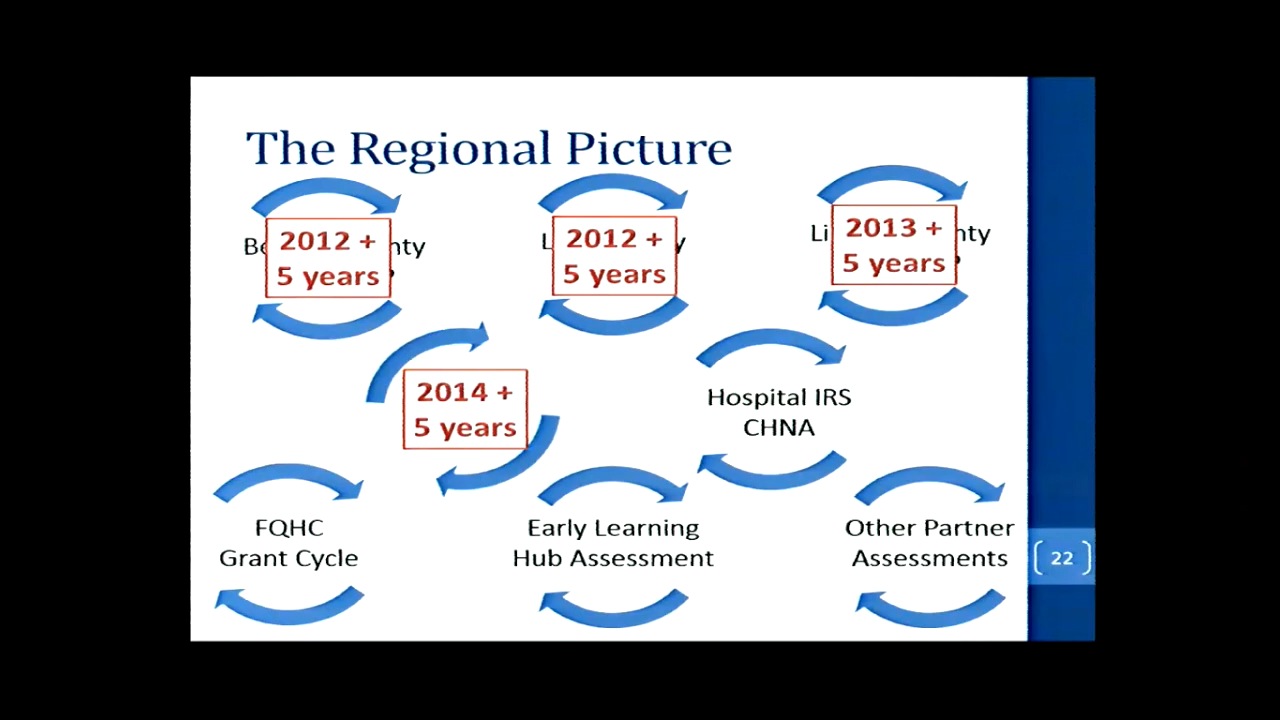 The Regional Picture
2012 +
5 years
2012 +
5 years
2013 +
5 years
2014 +
5 years
Hospital IRS
CHNA
FQHC
Grant Cycle
Early Learning
Hub Assessment
Other Partner
Assessments
22